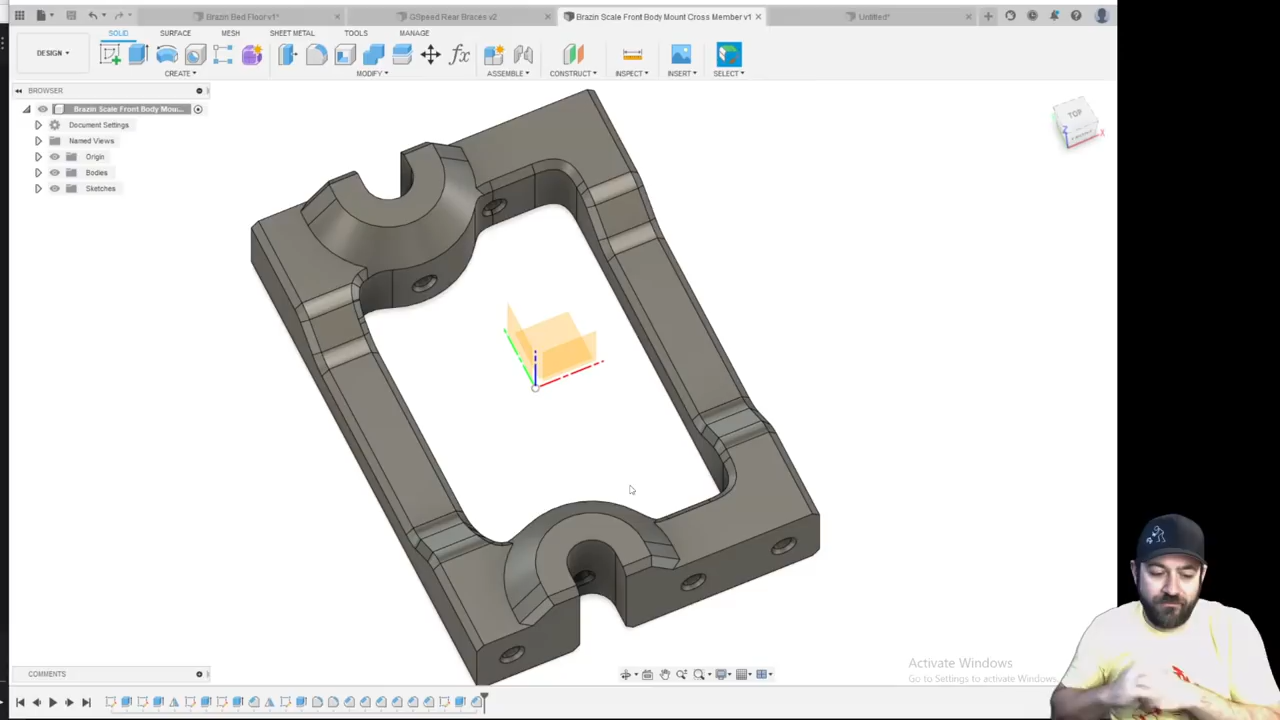 Brazin Bed Floor v1*
GSpeed Rear Braces v2
Brazin Scale Front Body Mount Cross Member v1
Untitled*
DESIGN
SOLID
SURFACE
MESH
SHEET METAL
TOOLS
MANAGE
CREATE
MODIFY
ASSEMBLE
CONSTRUCT
INSPECT
INSERT
SELECT
BROWSER
Brazin Scale Front Body Mou...
Document Settings
Named Views
Origin
Bodies
Sketches
TOP
Z
X
COMMENTS
Activate Windows
Go to Settings to activate Windows.